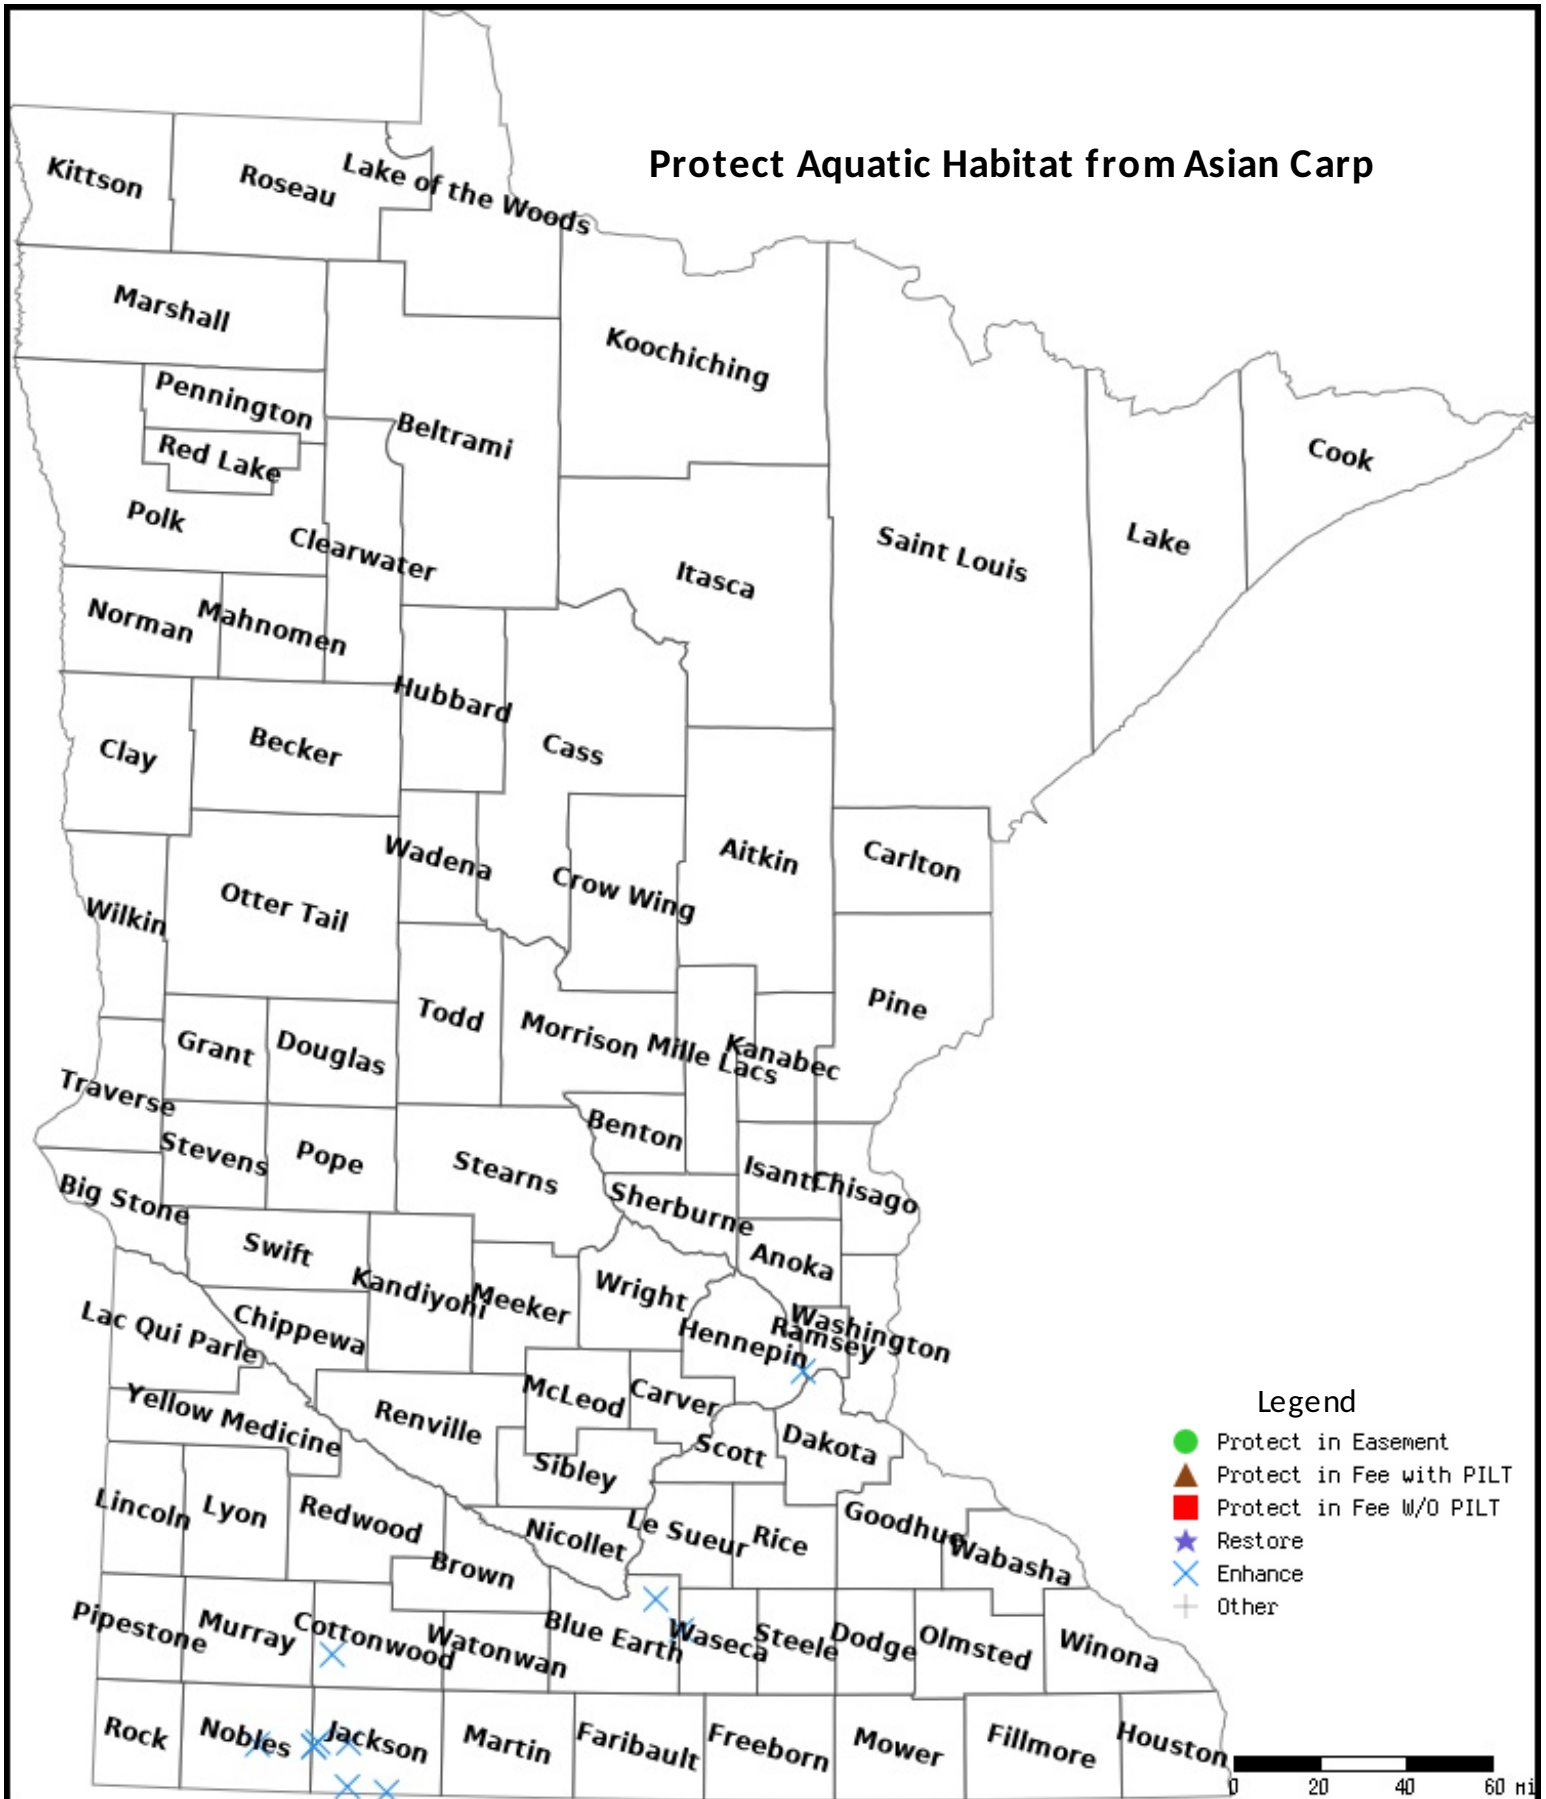 Protect Aquatic Habitat from Asian Carp
Kittson
Roseau
Lake of the Woods
Marshall
Koochiching
Pennington
Beltrami
Red Lake
Cook
Polk
Clearwater
Saint Louis
Lake
Itasca
Norman
Mahnomen
Hubbard
Clay
Becker
Cass
Wadena
Aitkin
Carlton
Crow Wing
Wilkin
Otter Tail
Pine
Todd
Morrison
Mille Lacs
Kanabec
Grant
Douglas
Traverse
Benton
Stevens
Pope
Stearns
Isanti
Chisago
Big Stone
Sherburne
Swift
Anoka
Kandiyohi
Meeker
Wright
Lac Qui Parle
Chippewa
Hennepin
Ramsey
Washington
McLeod
Carver
Yellow Medicine
Renville
Scott
Dakota
Sibley
Lincoln
Lyon
Redwood
Nicollet
Le Sueur
Rice
Goodhue
Wabasha
Brown
Pipestone
Murray
Cottonwood
Watonwan
Blue Earth
Waseca
Steele
Dodge
Olmsted
Winona
Rock
Nobles
Jackson
Martin
Faribault
Freeborn
Mower
Fillmore
Houston
Legend
Protect in Easement
Protect in Fee with PILT
Protect in Fee W/O PILT
Restore
Enhance
Other
0 20 40 60 mi